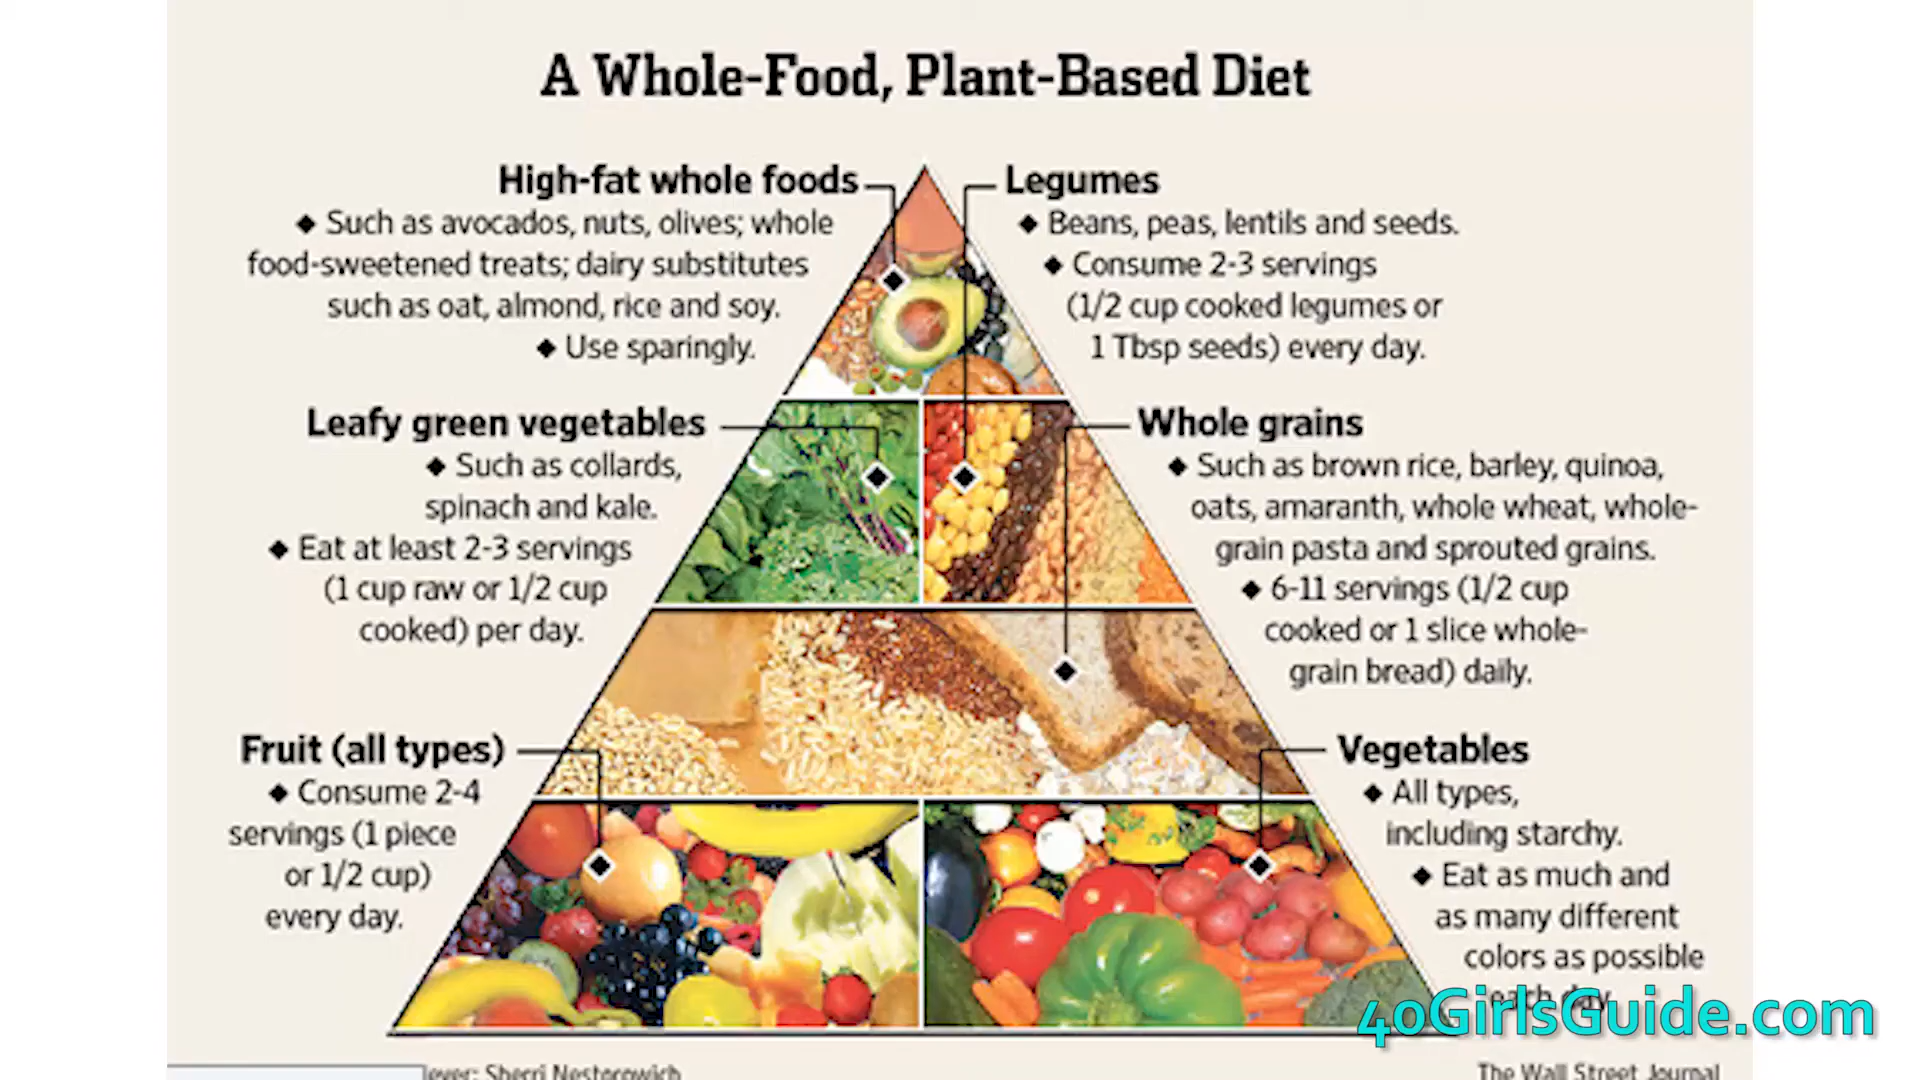 A Whole-Food, Plant-Based Diet
High-fat whole foods
◆ Such as avocados, nuts, olives; whole
food-sweetened treats; dairy substitutes
such as oat, almond, rice and soy.
◆ Use sparingly.
Legumes
◆ Beans, peas, lentils and seeds.
◆ Consume 2-3 servings
(1/2 cup cooked legumes or
1 Tbsp seeds) every day.
Leafy green vegetables
◆ Such as collards,
spinach and kale.
◆ Eat at least 2-3 servings
(1 cup raw or 1/2 cup
cooked) per day.
Whole grains
◆ Such as brown rice, barley, quinoa,
oats, amaranth, whole wheat, whole-
grain pasta and sprouted grains.
◆ 6-11 servings (1/2 cup
cooked or 1 slice whole-
grain bread) daily.
Fruit (all types)
◆ Consume 2-4
servings (1 piece
or 1/2 cup)
every day.
Vegetables
◆ All types,
including starchy.
◆ Eat as much and
as many different
colors as possible
each day.
40GirlsGuide.com
Sherri Nestorowich
The Wall Street Journal